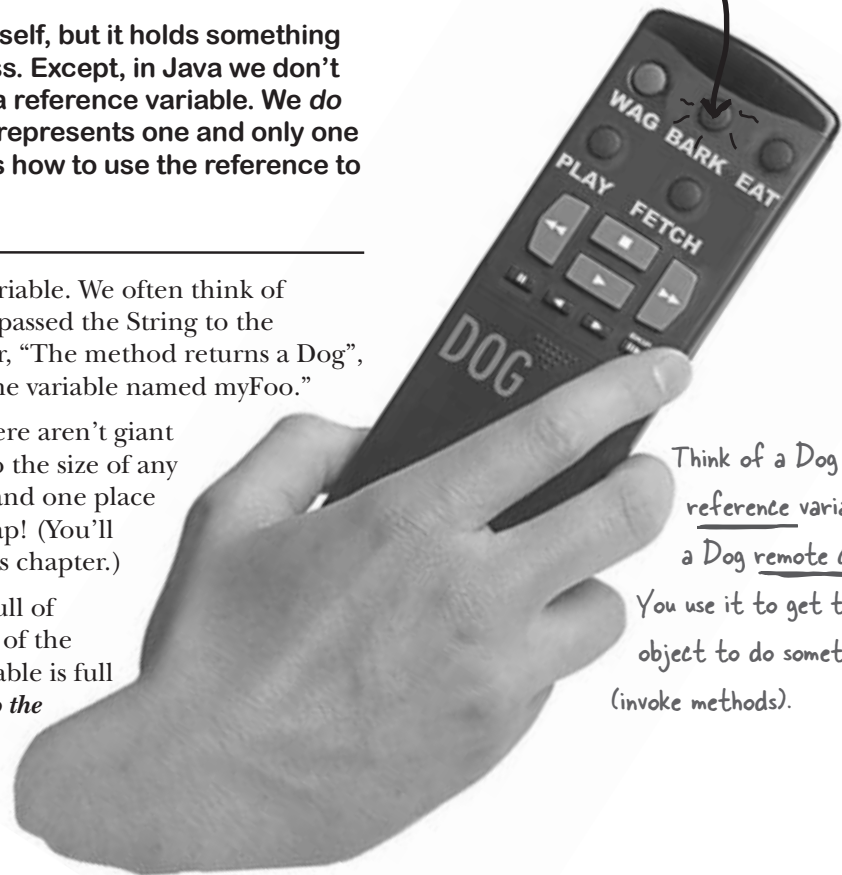 self, but it holds something
ss. Except, in Java we don’t
a reference variable. We do
represents one and only one
s how to use the reference to
riable. We often think of
passed the String to the
r, “The method returns a Dog”,
ne variable named myFoo.”
ere aren’t giant
o the size of any
and one place
ap! (You’ll
s chapter.)
ull of
of the
able is full
o the
WAG BARK EAT
PLAY FETCH
DOG
Think of a Dog
reference varia
a Dog remote c
You use it to get t
object to do somet
(invoke methods).